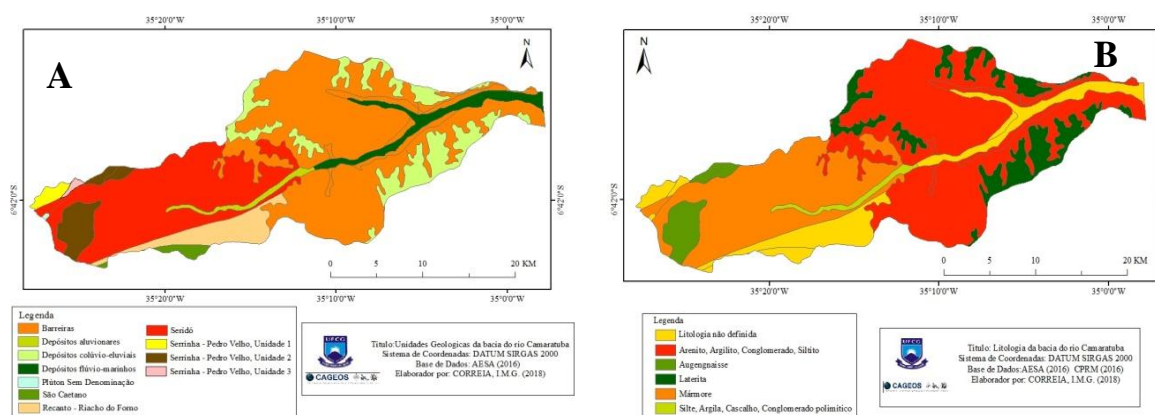 35°20'0"W 35°10'0"W 35°0'0"W
A
N
6°42'0"S
6°42'0"S
0 5 10 20 KM
35°20'0"W 35°10'0"W 35°0'0"W
Legenda
Barreiras
Depósitos aluvionares
Depósitos colúvio-eluviais
Depósitos flúvio-marinhos
Plúton Sem Denominação
São Caetano
Recanto - Riacho do Forno
Seridó
Serrinha - Pedro Velho, Unidade 1
Serrinha - Pedro Velho, Unidade 2
Serrinha - Pedro Velho, Unidade 3
UFCG
CAGEOS
Titulo:Unidades Geologicas da bacia do rio Camaratuba
Sistema de Coordenadas: DATUM SIRGAS 2000
Base de Dados: AESA (2016)
Elaborador por: CORREIA, I.M.G. (2018)
35°20'0"W 35°10'0"W 35°0'0"W
B
N
6°42'0"S
6°42'0"S
0 5 10 20 KM
35°20'0"W 35°10'0"W 35°0'0"W
Legenda
Litologia não definida
Arenito, Argilito, Conglomerado, Siltito
Augengnaisse
Laterita
Mármore
Silte, Argila, Cascalho, Conglomerado polimitico
UFCG
CAGEOS
Titulo: Litologia da bacia do rio Camaratuba
Sistema de Coordenadas: DATUM SIRGAS 2000
Base de Dados:AESA (2016) CPRM (2016)
Elaborador por: CORREIA, I.M.G. (2018)